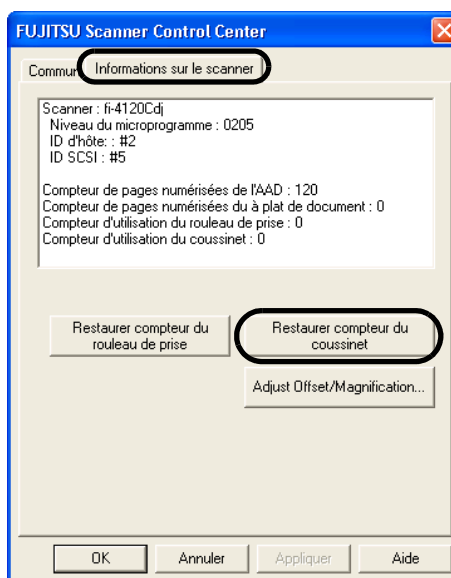 FUJITSU Scanner Control Center
Commun Informations sur le scanner
Scanner : fi-4120Cdj
Niveau du microprogramme : 0205
ID d'hôte: : #2
ID SCSI : #5
Compteur de pages numérisées de l'AAD : 120
Compteur de pages numérisées du à plat de document : 0
Compteur d'utilisation du rouleau de prise : 0
Compteur d'utilisation du coussinet : 0
Restaurer compteur du
rouleau de prise
Restaurer compteur du
coussinet
Adjust Offset/Magnification...
OK Annuler Appliquer Aide